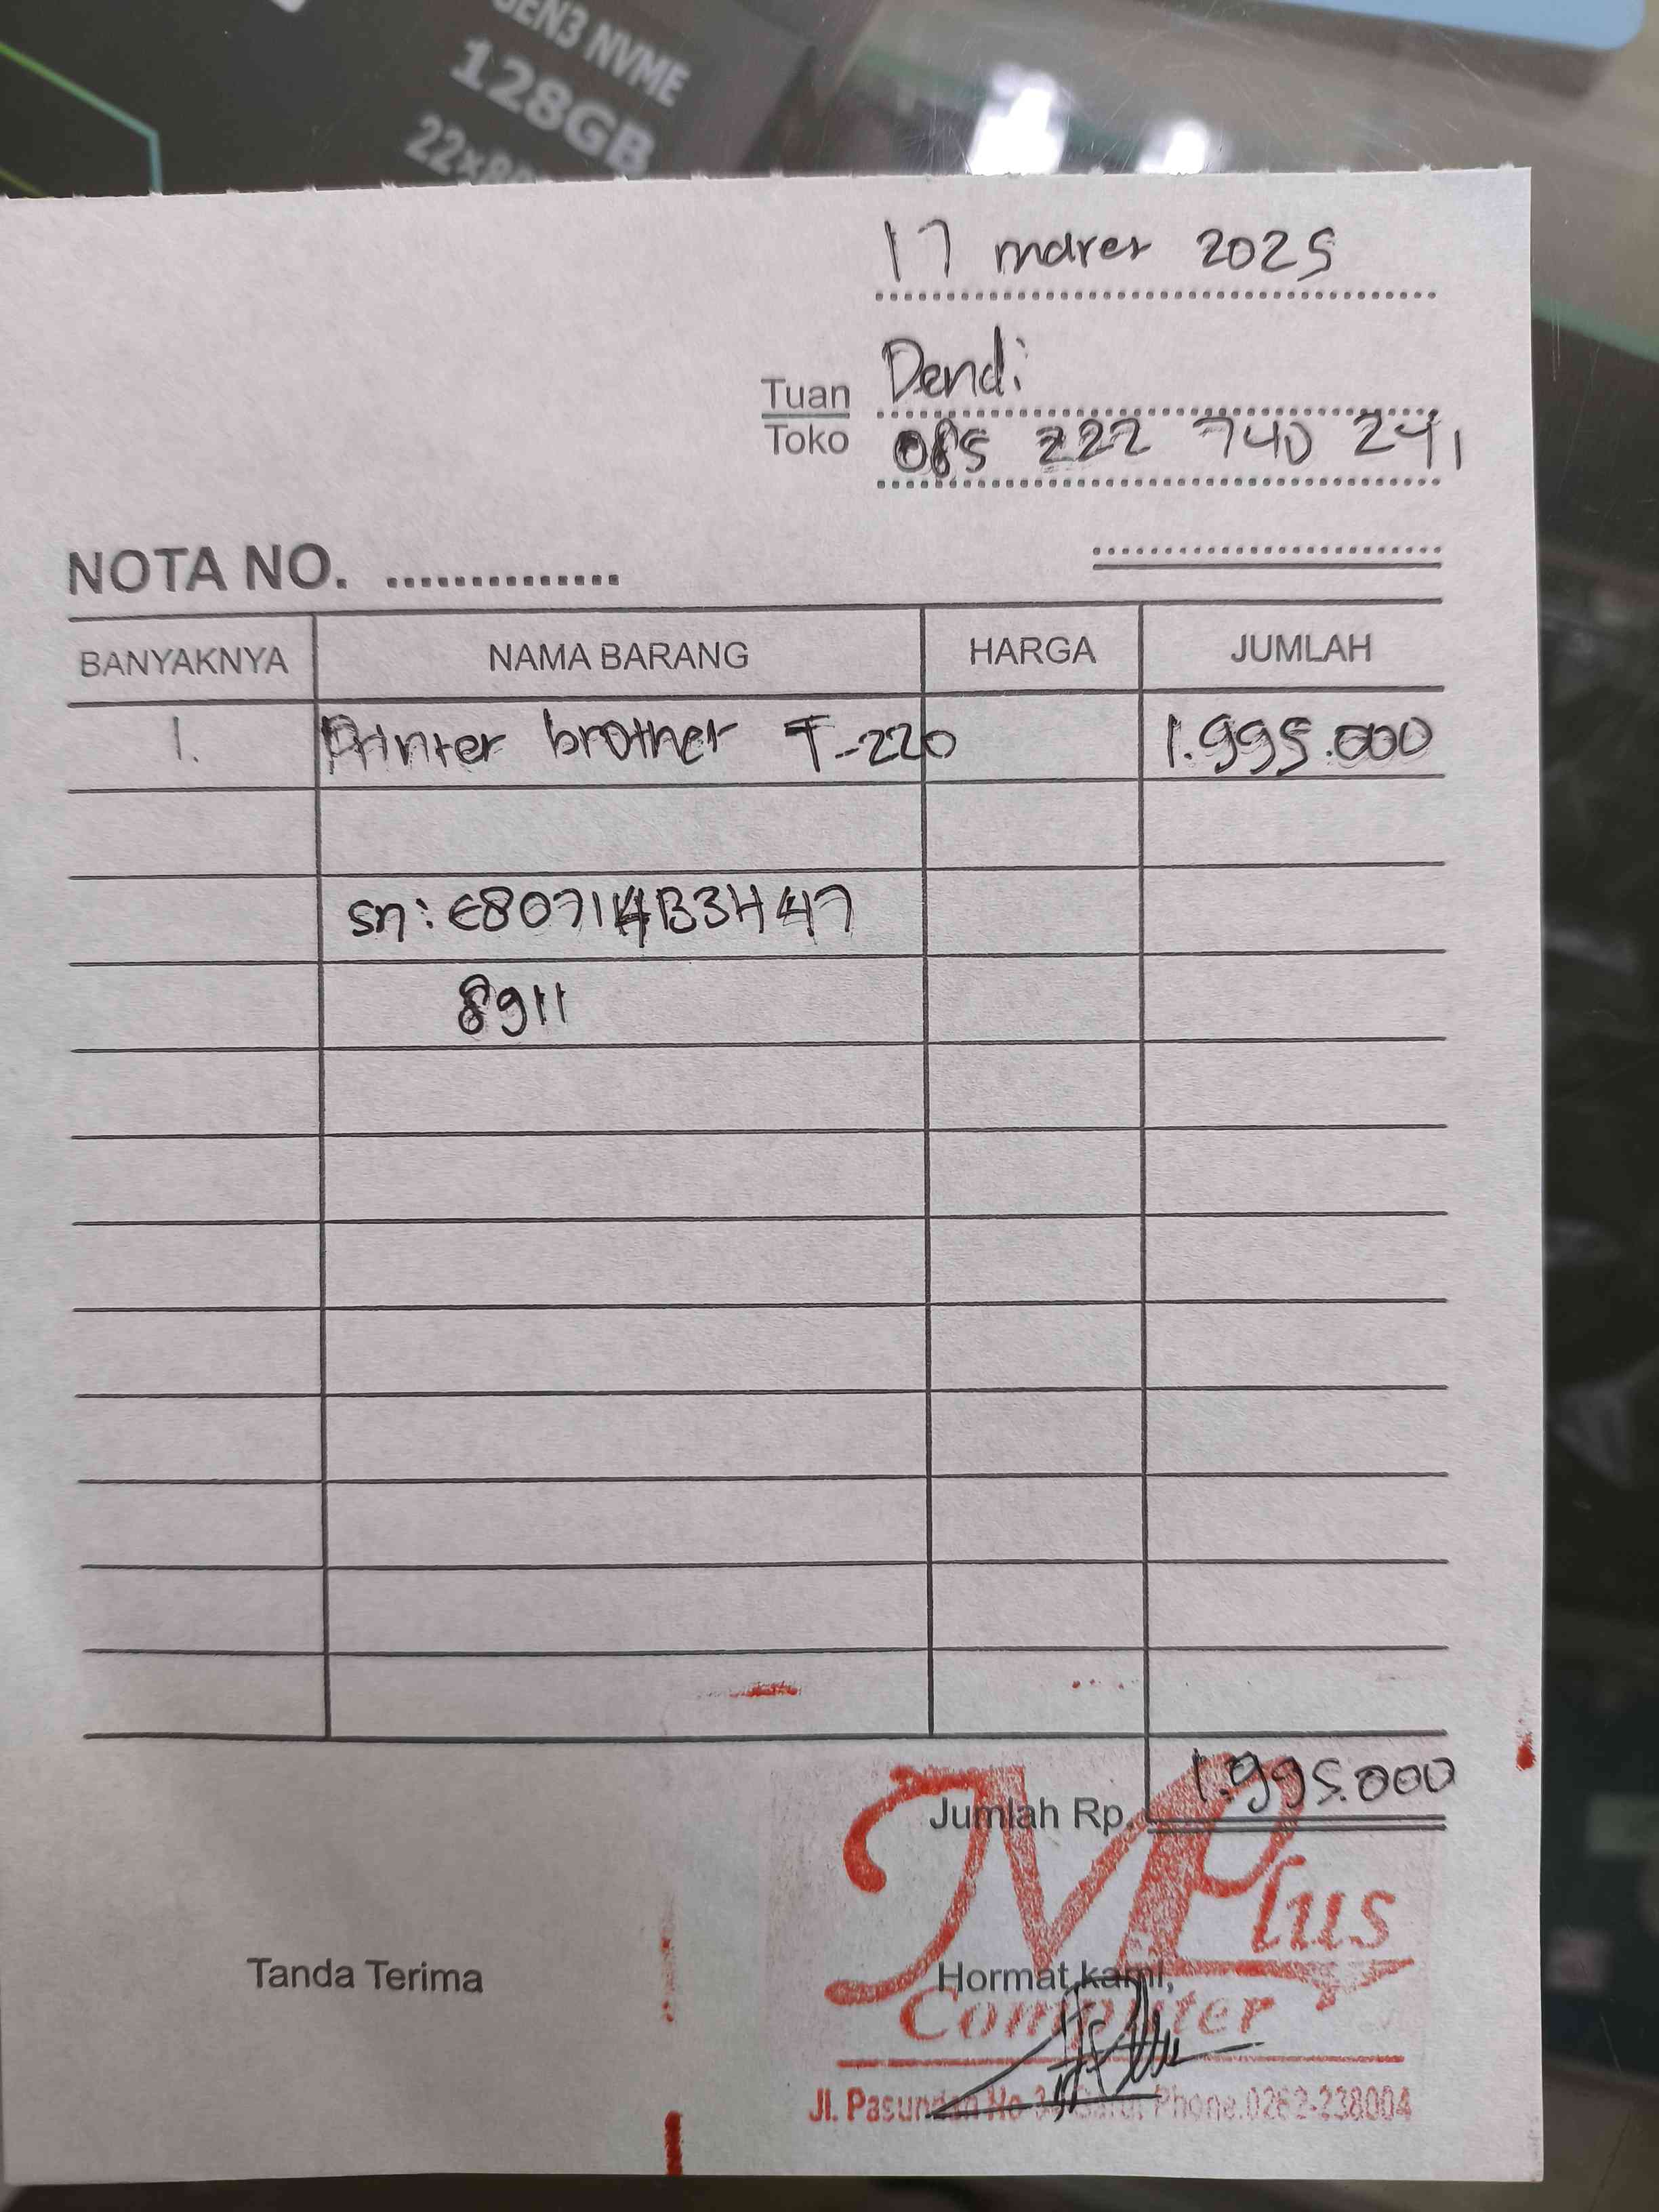 GEN3 NVME
128GB
17 maret 2025
Tuan Dendi
Toko 085 222 740 241
NOTA NO. ..............
BANYAKNYA NAMA BARANG HARGA JUMLAH
1. Printer brother T-220 1.995.000
sn: E80714B3H47
8911
Jumlah Rp. 1.995.000
MPlus
Tanda Terima Hormat kami,
Computer
Jl. Pasundan No Garut Phone.0262-238004